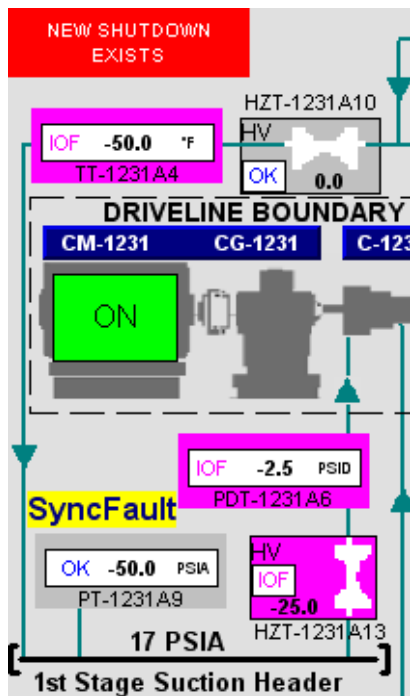 NEW SHUTDOWN
EXISTS
HZT-1231A10
HV
OK
0.0
IOF -50.0 °F
TT-1231A4
DRIVELINE BOUNDARY
CM-1231 CG-1231
ON
IOF -2.5 PSID
PDT-1231A6
SyncFault
OK -50.0 PSIA
PT-1231A9
HV
IOF
-25.0
HZT-1231A13
17 PSIA
1st Stage Suction Header